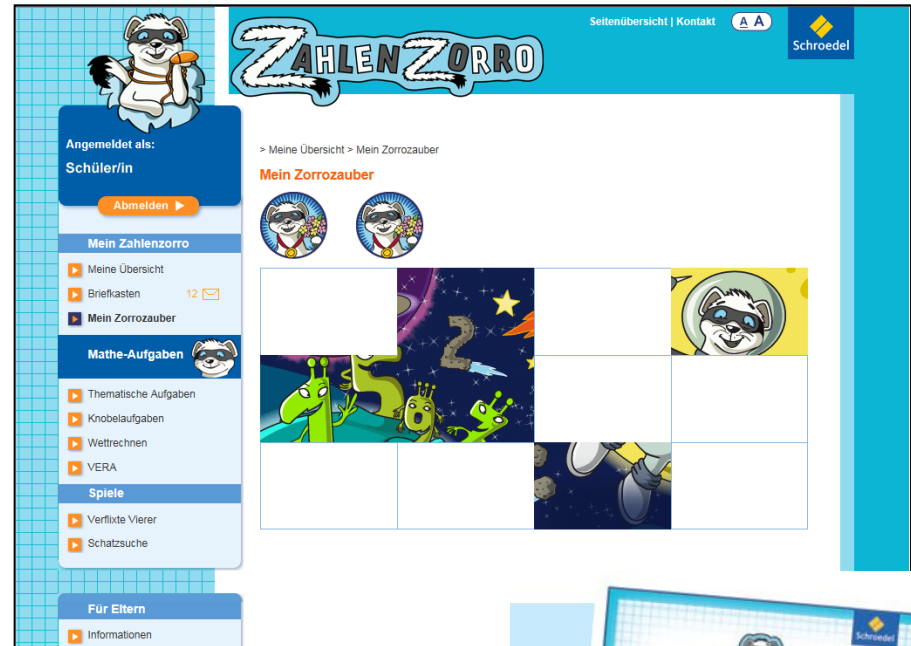 Seitenübersicht | Kontakt
A A
Schroedel
ZAHLENZORRO
Angemeldet als:
Schüler/in
Abmelden
> Meine Übersicht > Mein Zorrozauber
Mein Zorrozauber
Mein Zahlenzorro
Meine Übersicht
Briefkasten 12
Mein Zorrozauber
Mathe-Aufgaben
Thematische Aufgaben
Knobelaufgaben
Wettrechnen
VERA
Spiele
Verflixte Vierer
Schatzsuche
Für Eltern
Informationen
2
Schroedel